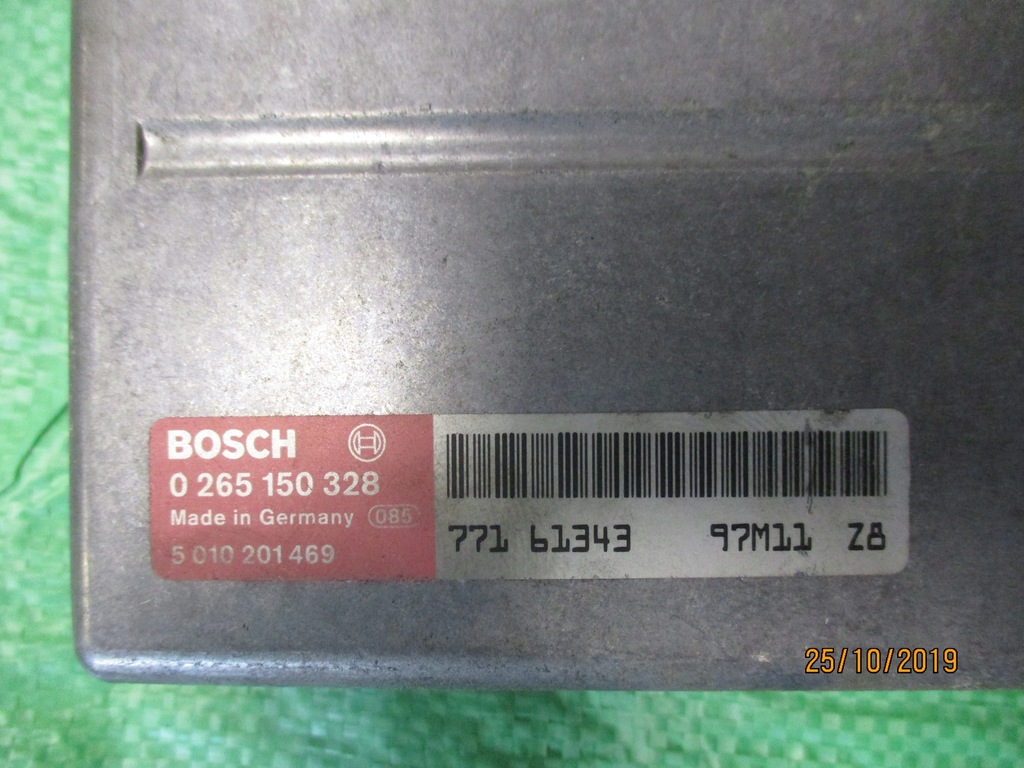 BOSCH
0 265 150 328
Made in Germany 085
5 010 201 469
771 61343 97M11 Z8
25/10/2019